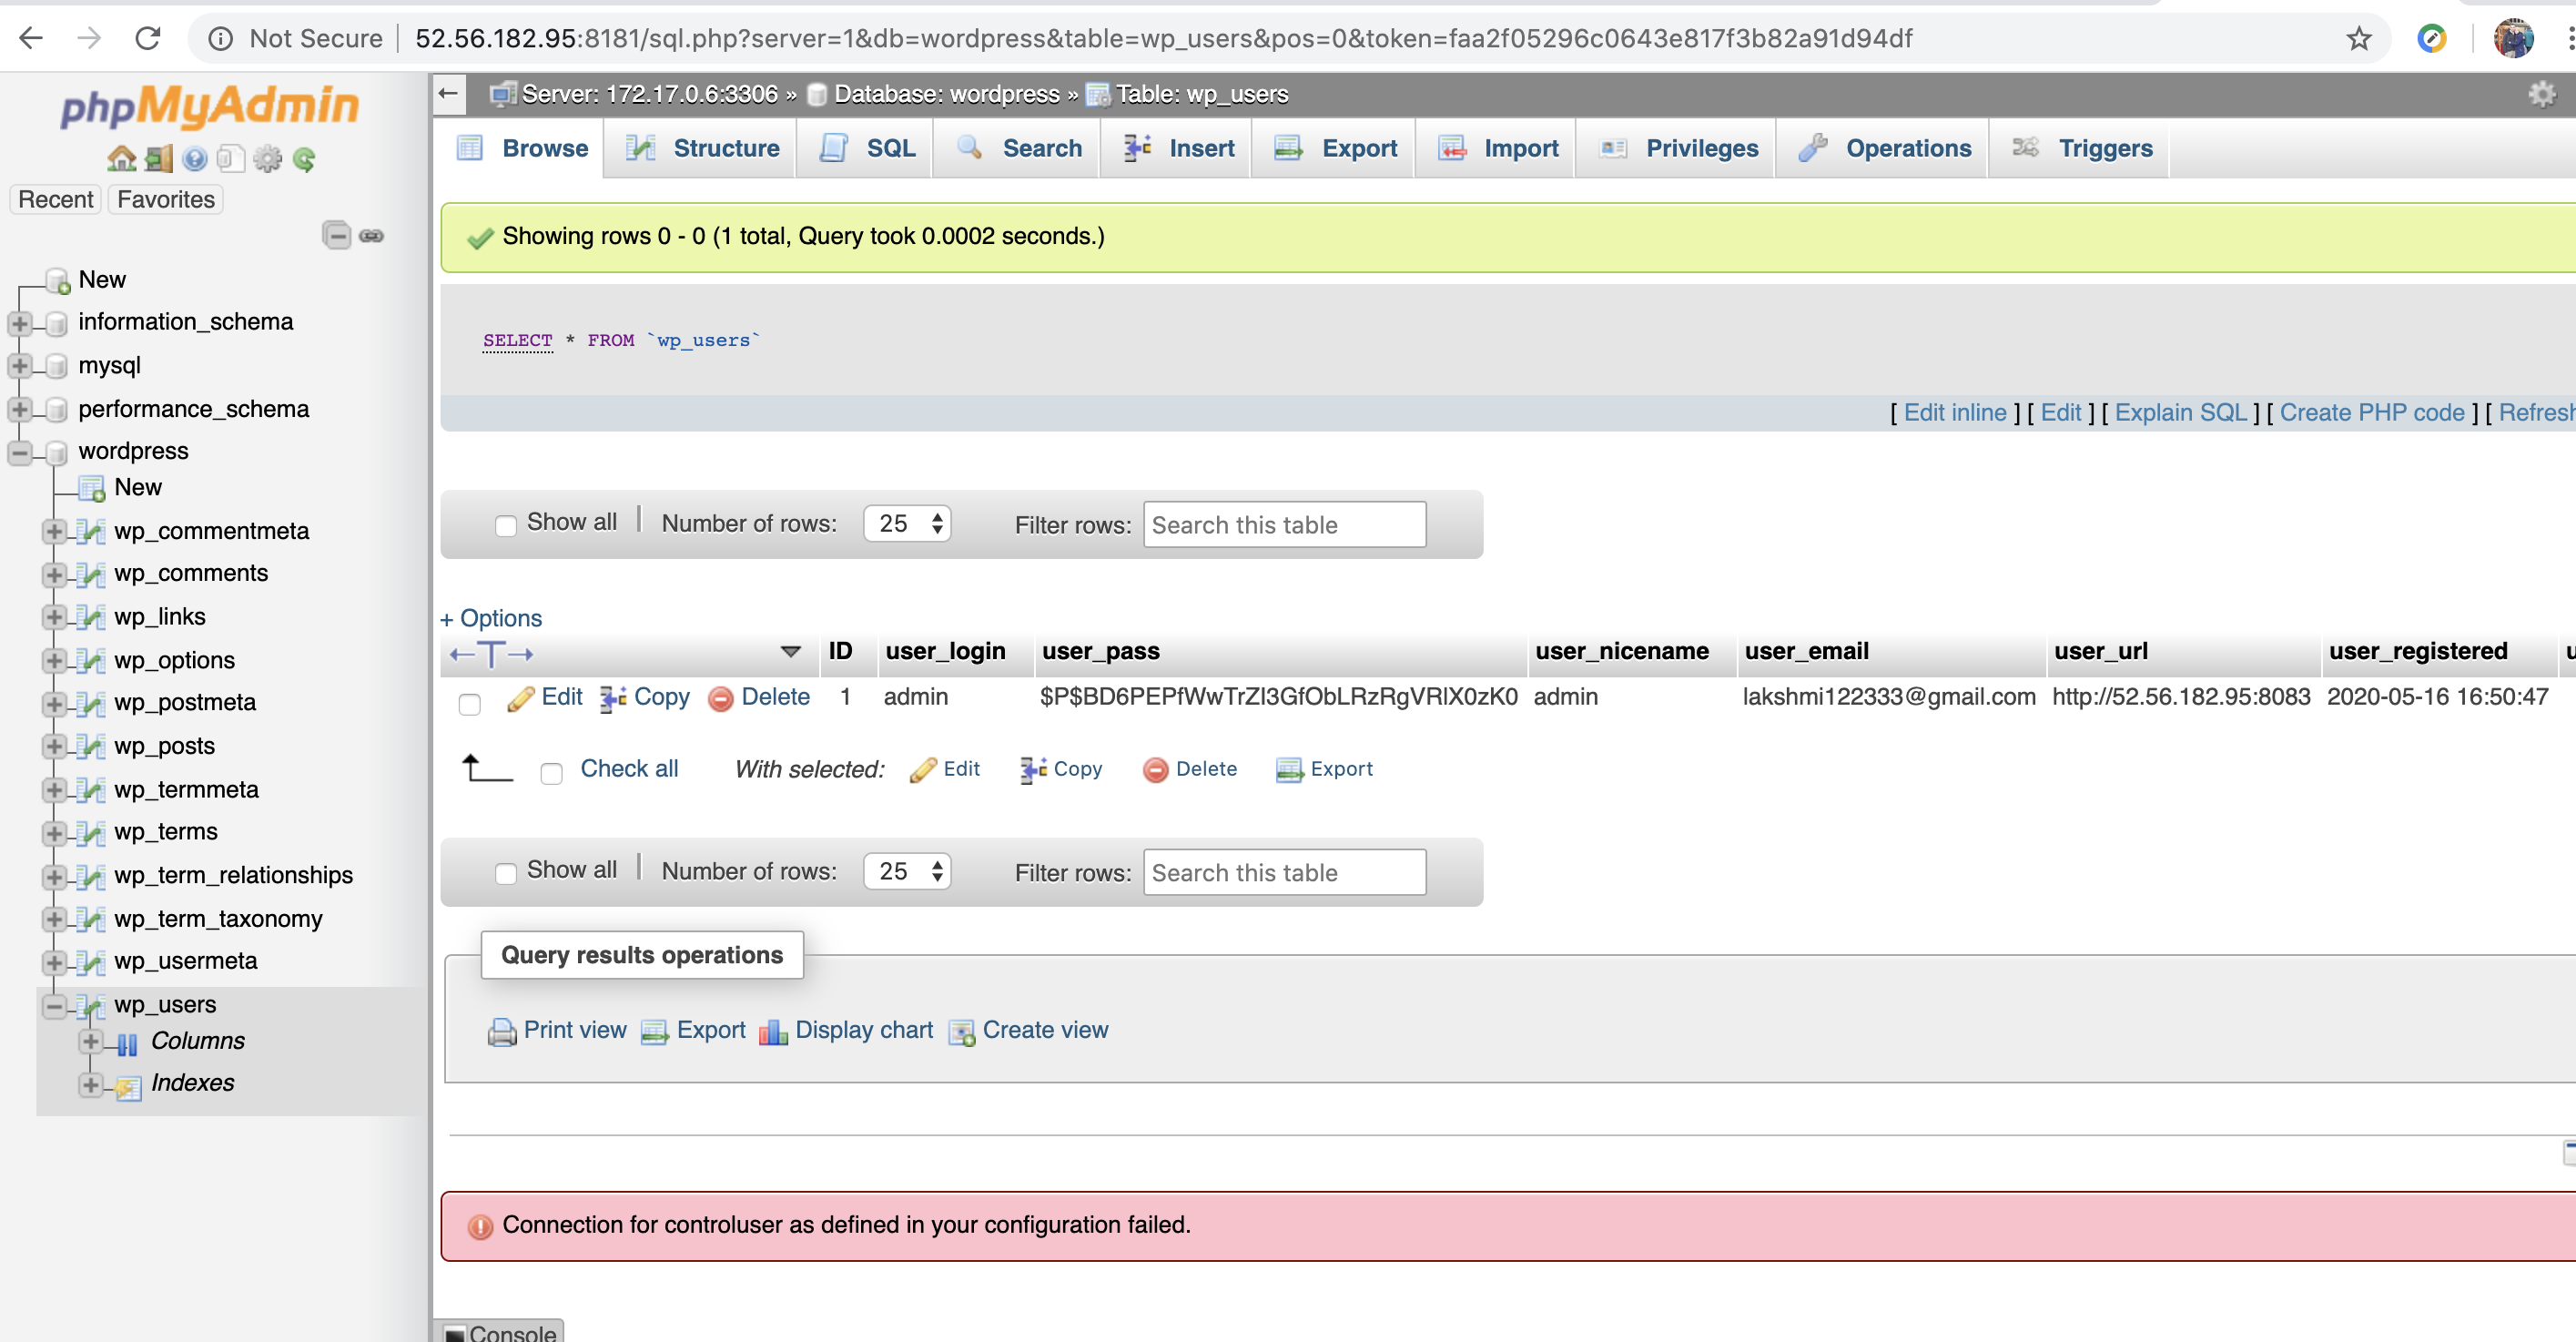 Not Secure 52.56.182.95:8181/sql.php?server=1&db=wordpress&table=wp_users&pos=0&token=faa2f05296c0643e817f3b82a91d94df
phpMyAdmin
Recent Favorites
New
information_schema
mysql
performance_schema
wordpress
New
wp_commentmeta
wp_comments
wp_links
wp_options
wp_postmeta
wp_posts
wp_termmeta
wp_terms
wp_term_relationships
wp_term_taxonomy
wp_usermeta
wp_users
Columns
Indexes
Server: 172.17.0.6:3306 » Database: wordpress » Table: wp_users
Browse Structure SQL Search Insert Export Import Privileges Operations Triggers
Showing rows 0 - 0 (1 total, Query took 0.0002 seconds.)
SELECT * FROM `wp_users`
[ Edit inline ] [ Edit ] [ Explain SQL ] [ Create PHP code ] [ Refresh
Show all Number of rows: 25 Filter rows: Search this table
+ Options
ID user_login user_pass user_nicename user_email user_url user_registered u
Edit Copy Delete 1 admin $P$BD6PEPfWwTrZI3GfObLRzRgVRlX0zK0 admin lakshmi122333@gmail.com http://52.56.182.95:8083 2020-05-16 16:50:47
Check all With selected: Edit Copy Delete Export
Show all Number of rows: 25 Filter rows: Search this table
Query results operations
Print view Export Display chart Create view
Connection for controluser as defined in your configuration failed.
Console